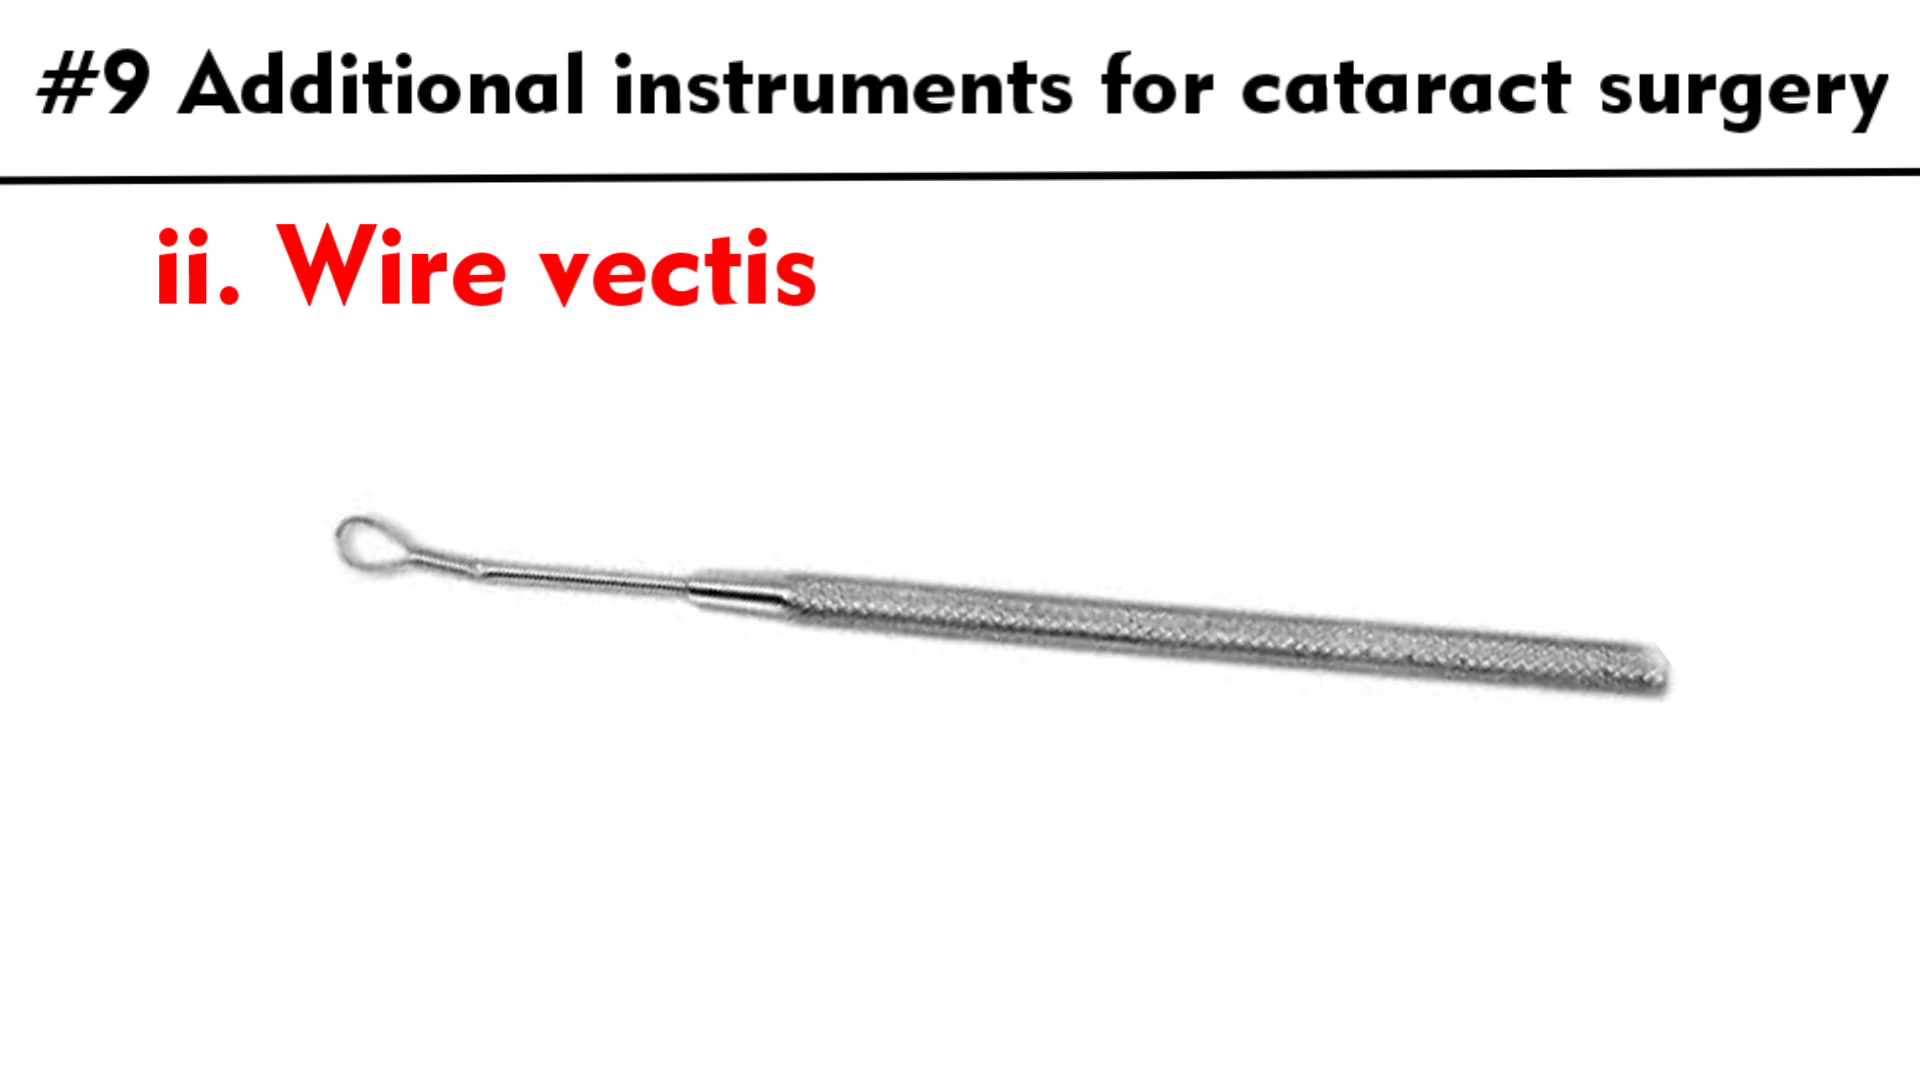 #9 Additional instruments for cataract surgery
ii. Wire vectis